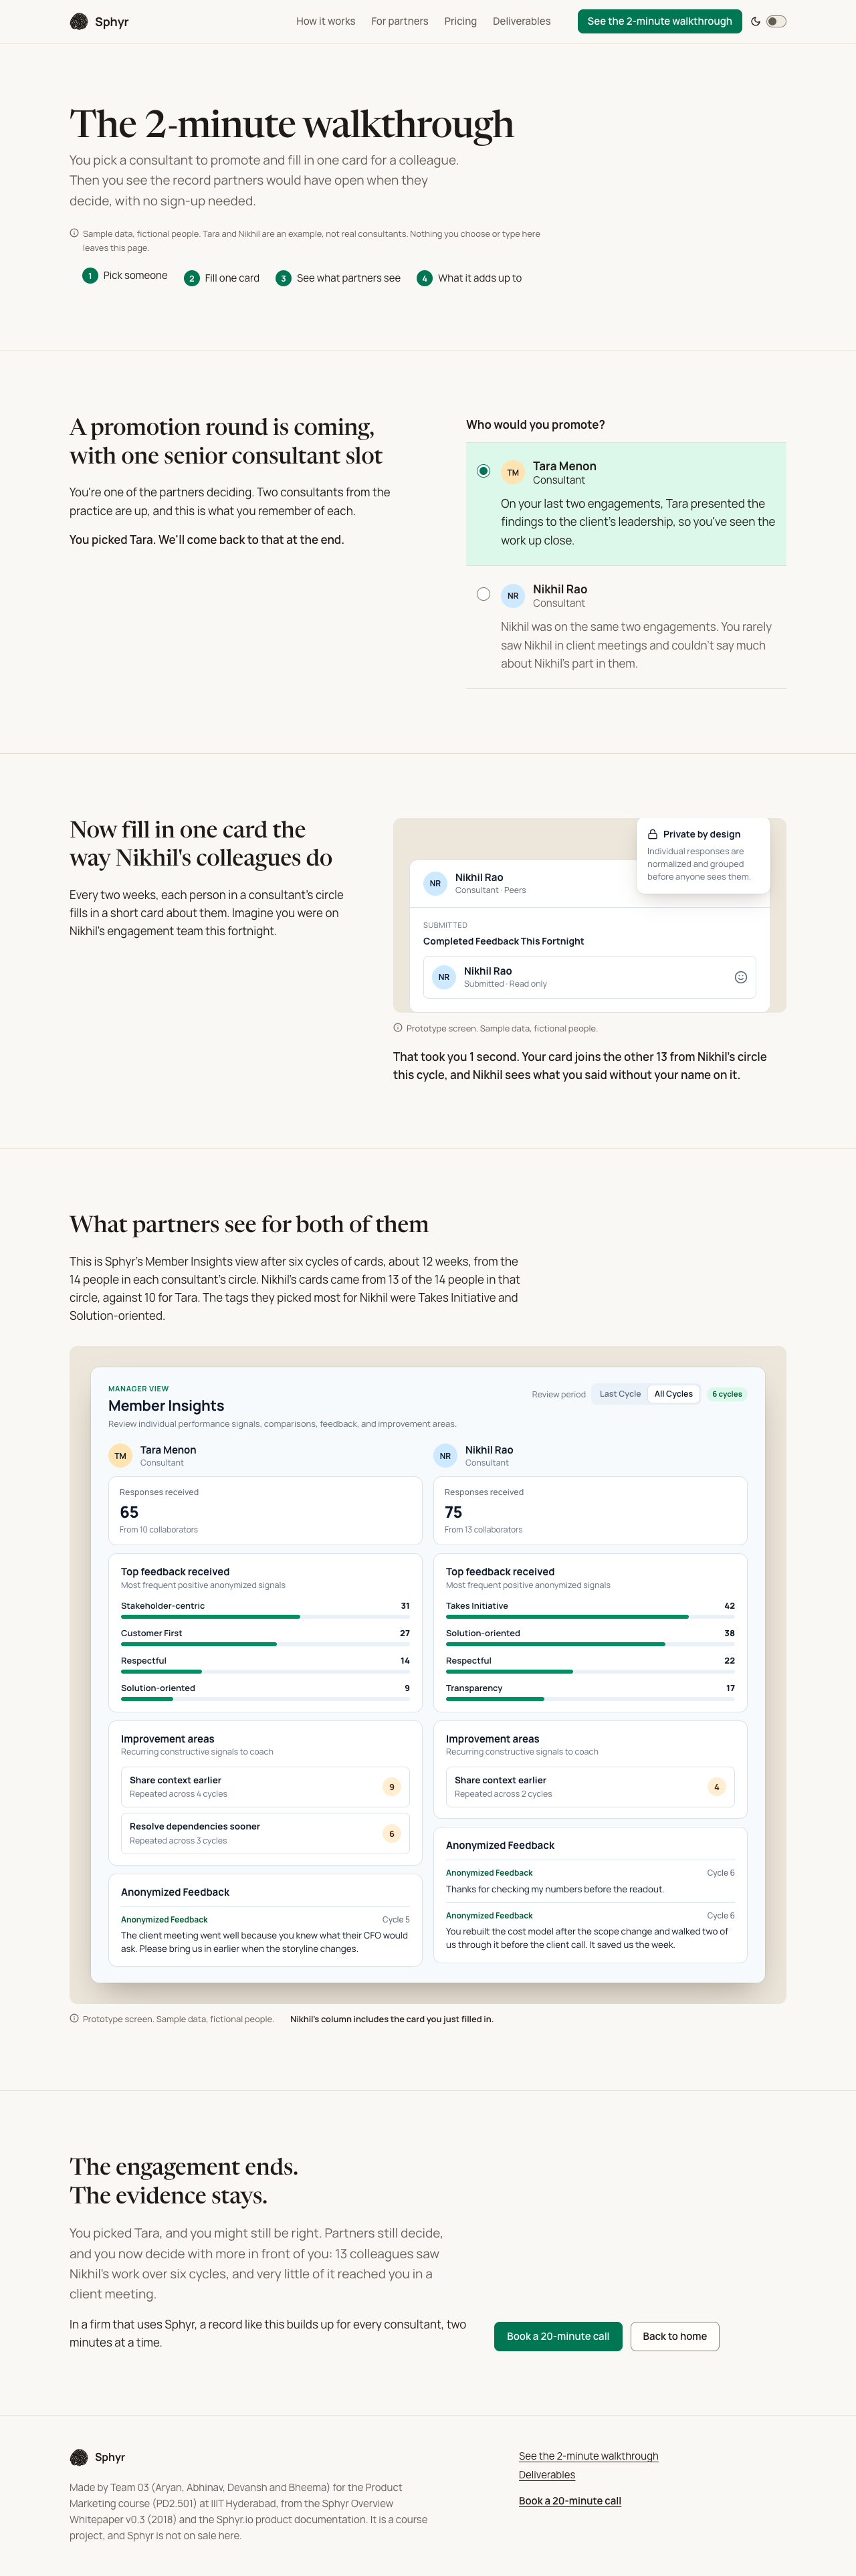 Sphyr
How it works
For partners
Pricing
Deliverables
See the 2-minute walkthrough
The 2-minute walkthrough
You pick a consultant to promote and fill in one card for a colleague.
Then you see the record partners would have open when they
decide, with no sign-up needed.
Sample data, fictional people. Tara and Nikhil are an example, not real consultants. Nothing you choose or type here
leaves this page.
1 Pick someone
2 Fill one card
3 See what partners see
4 What it adds up to
A promotion round is coming,
with one senior consultant slot
You're one of the partners deciding. Two consultants from the
practice are up, and this is what you remember of each.
You picked Tara. We'll come back to that at the end.
Who would you promote?
TM
Tara Menon
Consultant
On your last two engagements, Tara presented the
findings to the client's leadership, so you've seen the
work up close.
NR
Nikhil Rao
Consultant
Nikhil was on the same two engagements. You rarely
saw Nikhil in client meetings and couldn't say much
about Nikhil's part in them.
Now fill in one card the
way Nikhil's colleagues do
Every two weeks, each person in a consultant's circle
fills in a short card about them. Imagine you were on
Nikhil's engagement team this fortnight.
Private by design
Individual responses are
normalized and grouped
before anyone sees them.
NR
Nikhil Rao
Consultant · Peers
SUBMITTED
Completed Feedback This Fortnight
NR
Nikhil Rao
Submitted · Read only
Prototype screen. Sample data, fictional people.
That took you 1 second. Your card joins the other 13 from Nikhil's circle
this cycle, and Nikhil sees what you said without your name on it.
What partners see for both of them
This is Sphyr's Member Insights view after six cycles of cards, about 12 weeks, from the
14 people in each consultant's circle. Nikhil's cards came from 13 of the 14 people in that
circle, against 10 for Tara. The tags they picked most for Nikhil were Takes Initiative and
Solution-oriented.
MANAGER VIEW
Member Insights
Review individual performance signals, comparisons, feedback, and improvement areas.
Review period
Last Cycle
All Cycles
6 cycles
TM
Tara Menon
Consultant
Responses received
65
From 10 collaborators
Top feedback received
Most frequent positive anonymized signals
Stakeholder-centric 31
Customer First 27
Respectful 14
Solution-oriented 9
Improvement areas
Recurring constructive signals to coach
Share context earlier
Repeated across 4 cycles
9
Resolve dependencies sooner
Repeated across 3 cycles
6
Anonymized Feedback
Anonymized Feedback Cycle 5
The client meeting went well because you knew what their CFO would
ask. Please bring us in earlier when the storyline changes.
NR
Nikhil Rao
Consultant
Responses received
75
From 13 collaborators
Top feedback received
Most frequent positive anonymized signals
Takes Initiative 42
Solution-oriented 38
Respectful 22
Transparency 17
Improvement areas
Recurring constructive signals to coach
Share context earlier
Repeated across 2 cycles
4
Anonymized Feedback
Anonymized Feedback Cycle 6
Thanks for checking my numbers before the readout.
Anonymized Feedback Cycle 6
You rebuilt the cost model after the scope change and walked two of
us through it before the client call. It saved us the week.
Prototype screen. Sample data, fictional people.
Nikhil's column includes the card you just filled in.
The engagement ends.
The evidence stays.
You picked Tara, and you might still be right. Partners still decide,
and you now decide with more in front of you: 13 colleagues saw
Nikhil's work over six cycles, and very little of it reached you in a
client meeting.
In a firm that uses Sphyr, a record like this builds up for every consultant, two
minutes at a time.
Book a 20-minute call
Back to home
Sphyr
Made by Team 03 (Aryan, Abhinav, Devansh and Bheema) for the Product
Marketing course (PD2.501) at IIIT Hyderabad, from the Sphyr Overview
Whitepaper v0.3 (2018) and the Sphyr.io product documentation. It is a course
project, and Sphyr is not on sale here.
See the 2-minute walkthrough
Deliverables
Book a 20-minute call